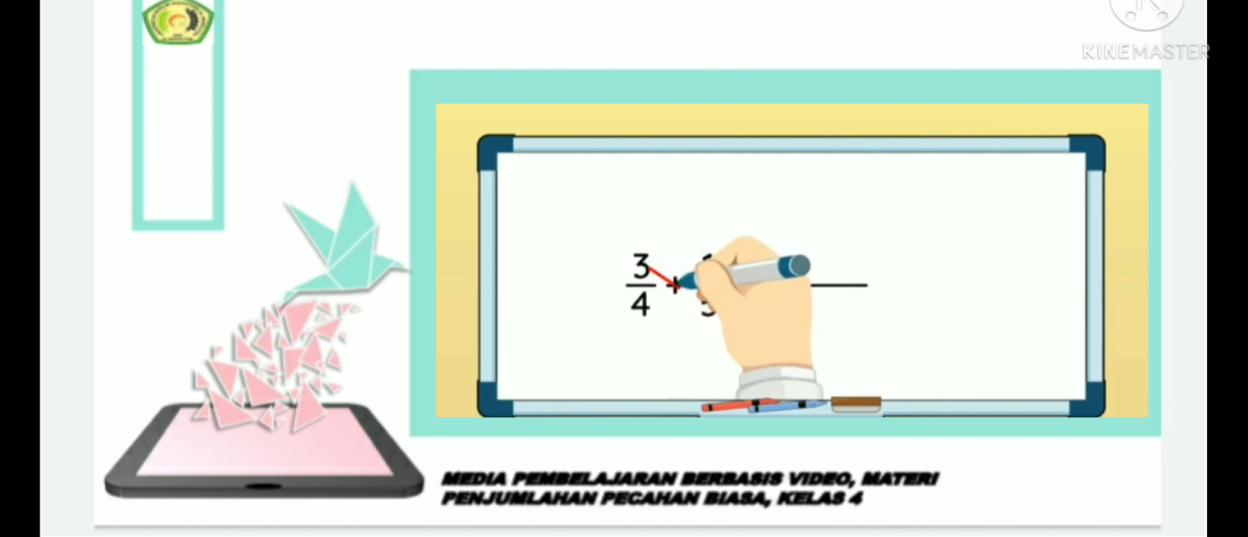 KINEMASTER
3
4
+
MEDIA PEMBELAJARAN BERBASIS VIDEO, MATERI
PENJUMLAHAN PECAHAN BIASA, KELAS 4